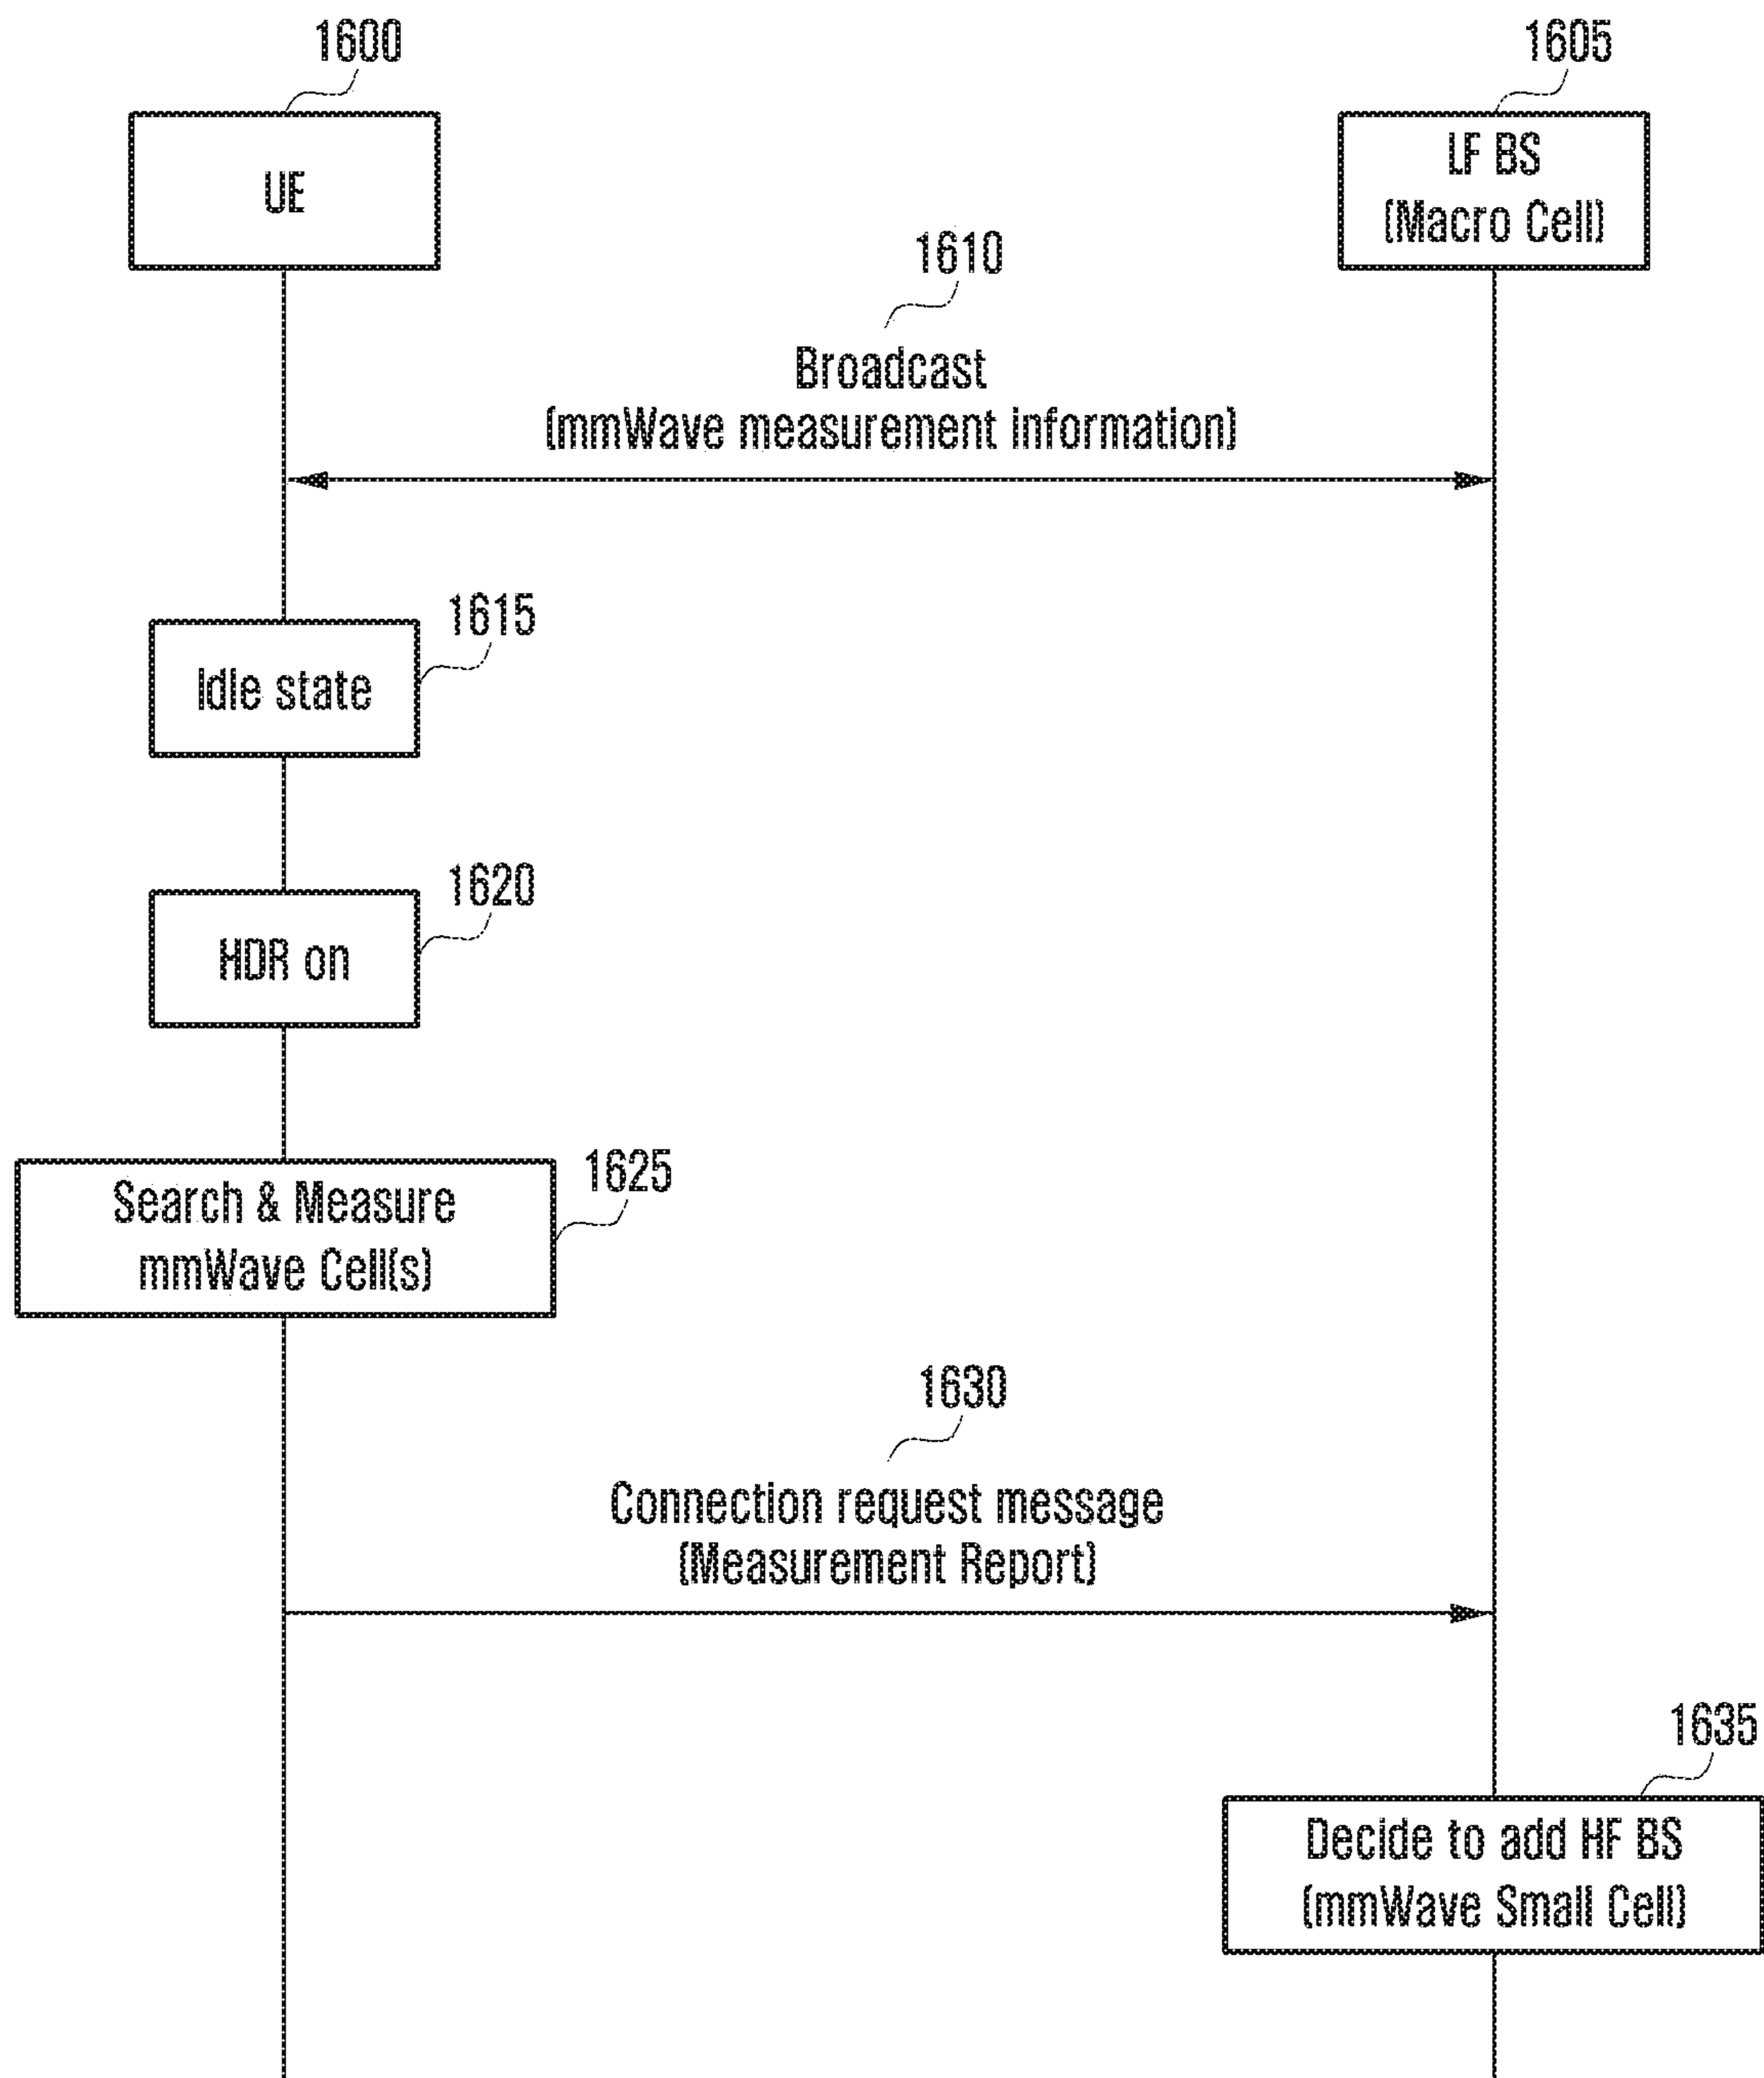 1600
1605
UE
LF BS
(Macro Cell)
1610
Broadcast
(mmWave measurement information)
1615
Idle state
1620
HDR on
1625
Search & Measure
mmWave Cell(s)
1630
Connection request message
(Measurement Report)
1635
Decide to add HF BS
(mmWave Small Cell)